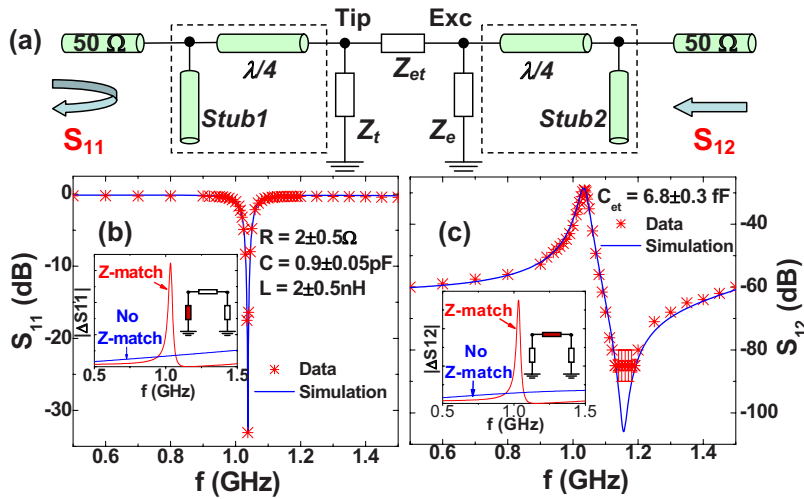 (a)
Tip
Exc
50 Ω
λ/4
Z_et
λ/4
50 Ω
Stub1
Z_t
Z_e
Stub2
S_11
S_12
(b)
R = 2±0.5Ω
C = 0.9±0.05pF
L = 2±0.5nH
Data
Simulation
S_11 (dB)
0
-10
-20
-30
0.6
0.8
1.0
1.2
1.4
f (GHz)
|ΔS11|
Z-match
No
Z-match
0.5
1.0
1.5
f (GHz)
(c)
C_et = 6.8±0.3 fF
Data
Simulation
S_12 (dB)
-40
-60
-80
-100
0.6
0.8
1.0
1.2
1.4
f (GHz)
|ΔS12|
Z-match
No
Z-match
0.5
1.0
1.5
f (GHz)